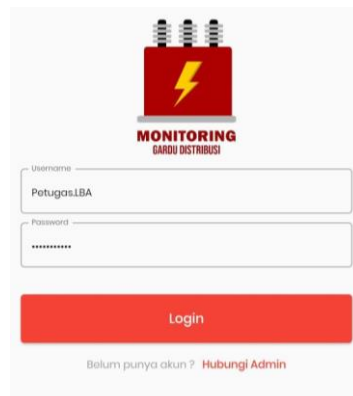 MONITORING
GARDU DISTRIBUSI
Username
Petugas.LBA
Password
•••••••••••
Login
Belum punya akun ? Hubungi Admin